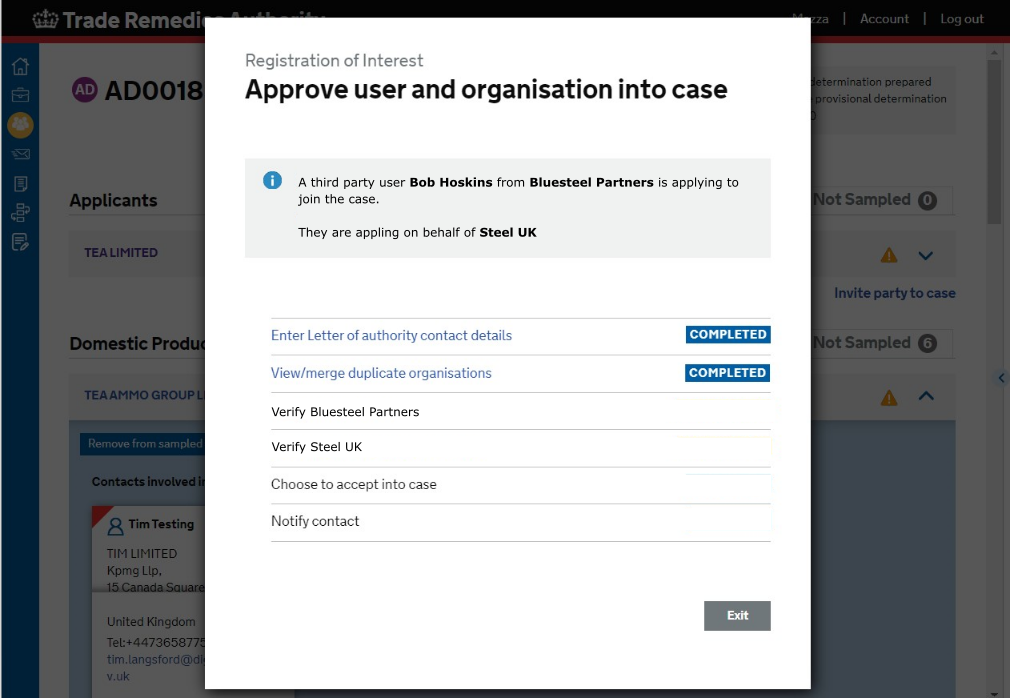 Trade Remedies Authority
Mezza | Account | Log out
AD AD0018
determination prepared
provisional determination
Applicants
Not Sampled 0
TEA LIMITED
Invite party to case
Domestic Produc
Not Sampled 6
TEA AMMO GROUP L
Remove from sampled
Contacts involved i
Tim Testing
TIM LIMITED
Kpmg Llp,
15 Canada Square
United Kingdom
Tel:+4473658775
tim.langsford@di
v.uk
Registration of Interest
Approve user and organisation into case
A third party user Bob Hoskins from Bluesteel Partners is applying to
join the case.
They are appling on behalf of Steel UK
Enter Letter of authority contact details COMPLETED
View/merge duplicate organisations COMPLETED
Verify Bluesteel Partners
Verify Steel UK
Choose to accept into case
Notify contact
Exit